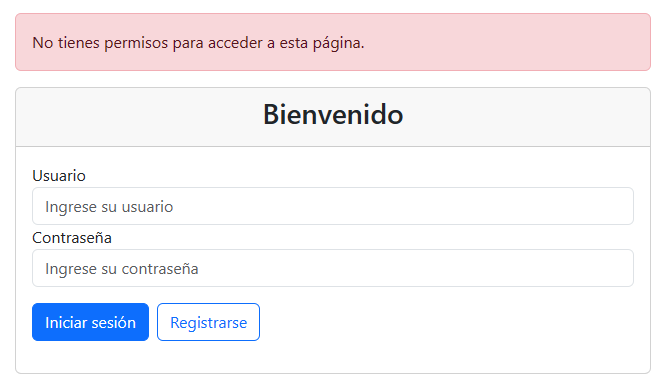 No tienes permisos para acceder a esta página.
Bienvenido
Usuario
Ingrese su usuario
Contraseña
Ingrese su contraseña
Iniciar sesión
Registrarse